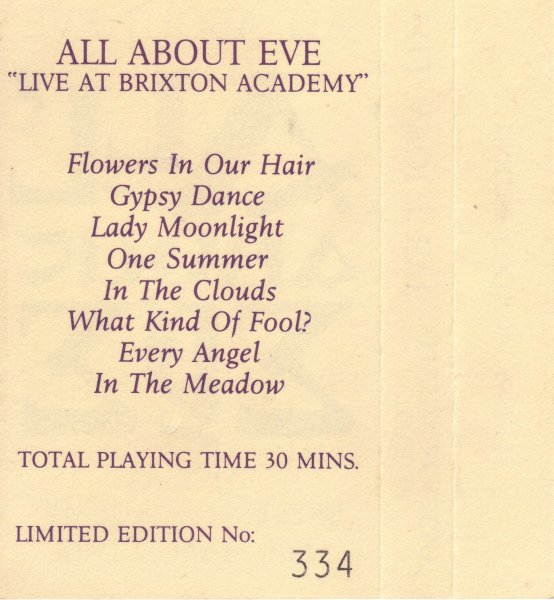 ALL ABOUT EVE
"LIVE AT BRIXTON ACADEMY"
Flowers In Our Hair
Gypsy Dance
Lady Moonlight
One Summer
In The Clouds
What Kind Of Fool?
Every Angel
In The Meadow
TOTAL PLAYING TIME 30 MINS.
LIMITED EDITION No:
334